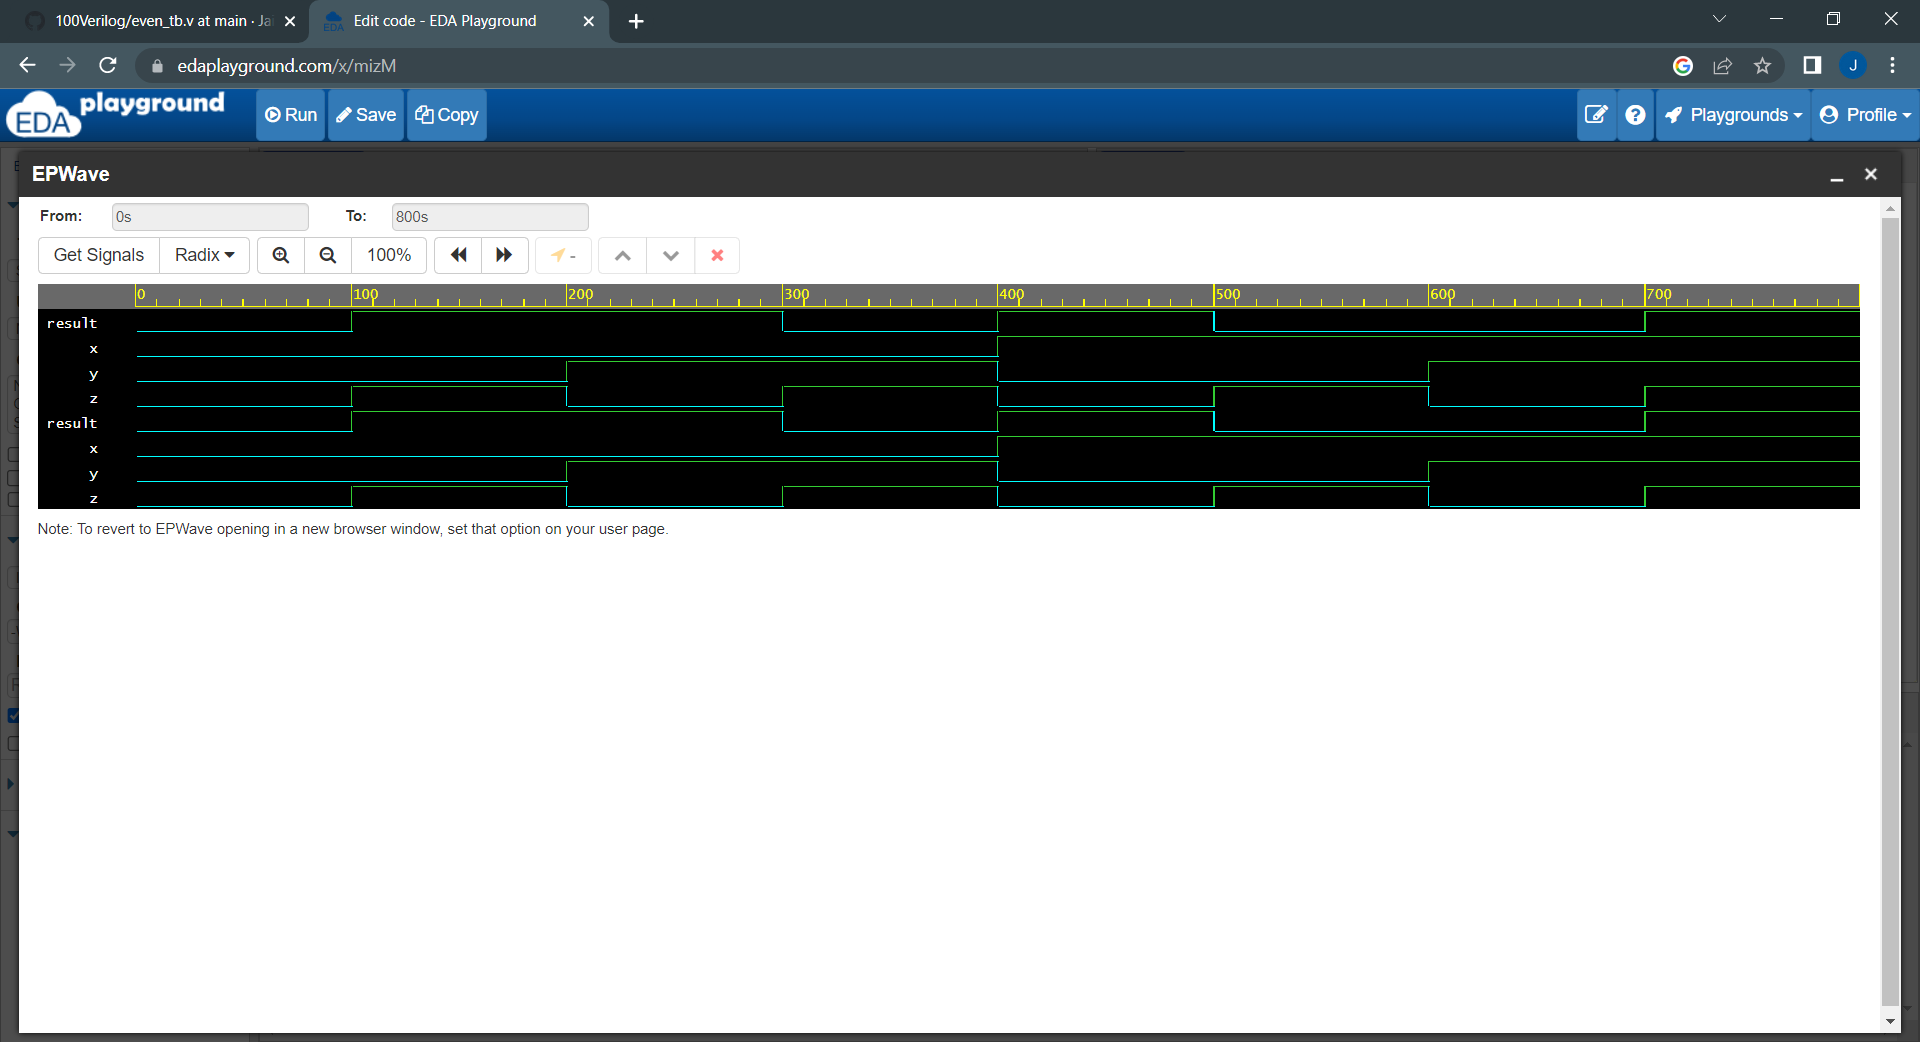 100Verilog/even_tb.v at main · Ja
Edit code - EDA Playground
edaplayground.com/x/mizM
J
EDA playground
Run
Save
Copy
Playgrounds
Profile
EPWave
From:
0s
To:
800s
Get Signals
Radix
100%
-
0
100
200
300
400
500
600
700
result
x
y
z
result
x
y
z
Note: To revert to EPWave opening in a new browser window, set that option on your user page.